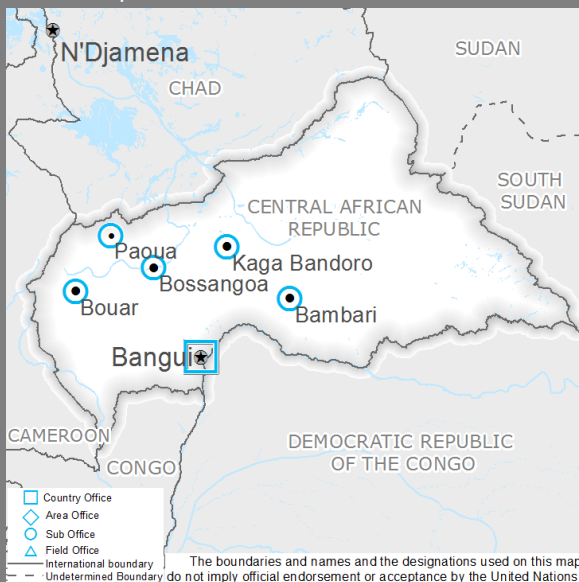 N'Djamena
SUDAN
CHAD
SOUTH
SUDAN
CENTRAL AFRICAN
REPUBLIC
Paoua
Kaga Bandoro
Bossangoa
Bouar
Bambari
Bangui
CAMEROON
DEMOCRATIC REPUBLIC
OF THE CONGO
CONGO
Country Office
Area Office
Sub Office
Field Office
International boundary
Undetermined Boundary
The boundaries and names and the designations used on this map
do not imply official endorsement or acceptance by the United Nations